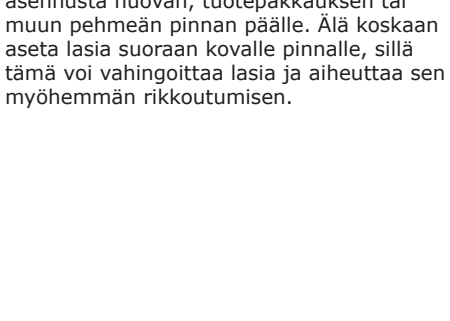 asennusta huovan, tuotepakkauksen tai
muun pehmeän pinnan päälle. Älä koskaan
aseta lasia suoraan kovalle pinnalle, sillä
tämä voi vahingoittaa lasia ja aiheuttaa sen
myöhemmän rikkoutumisen.